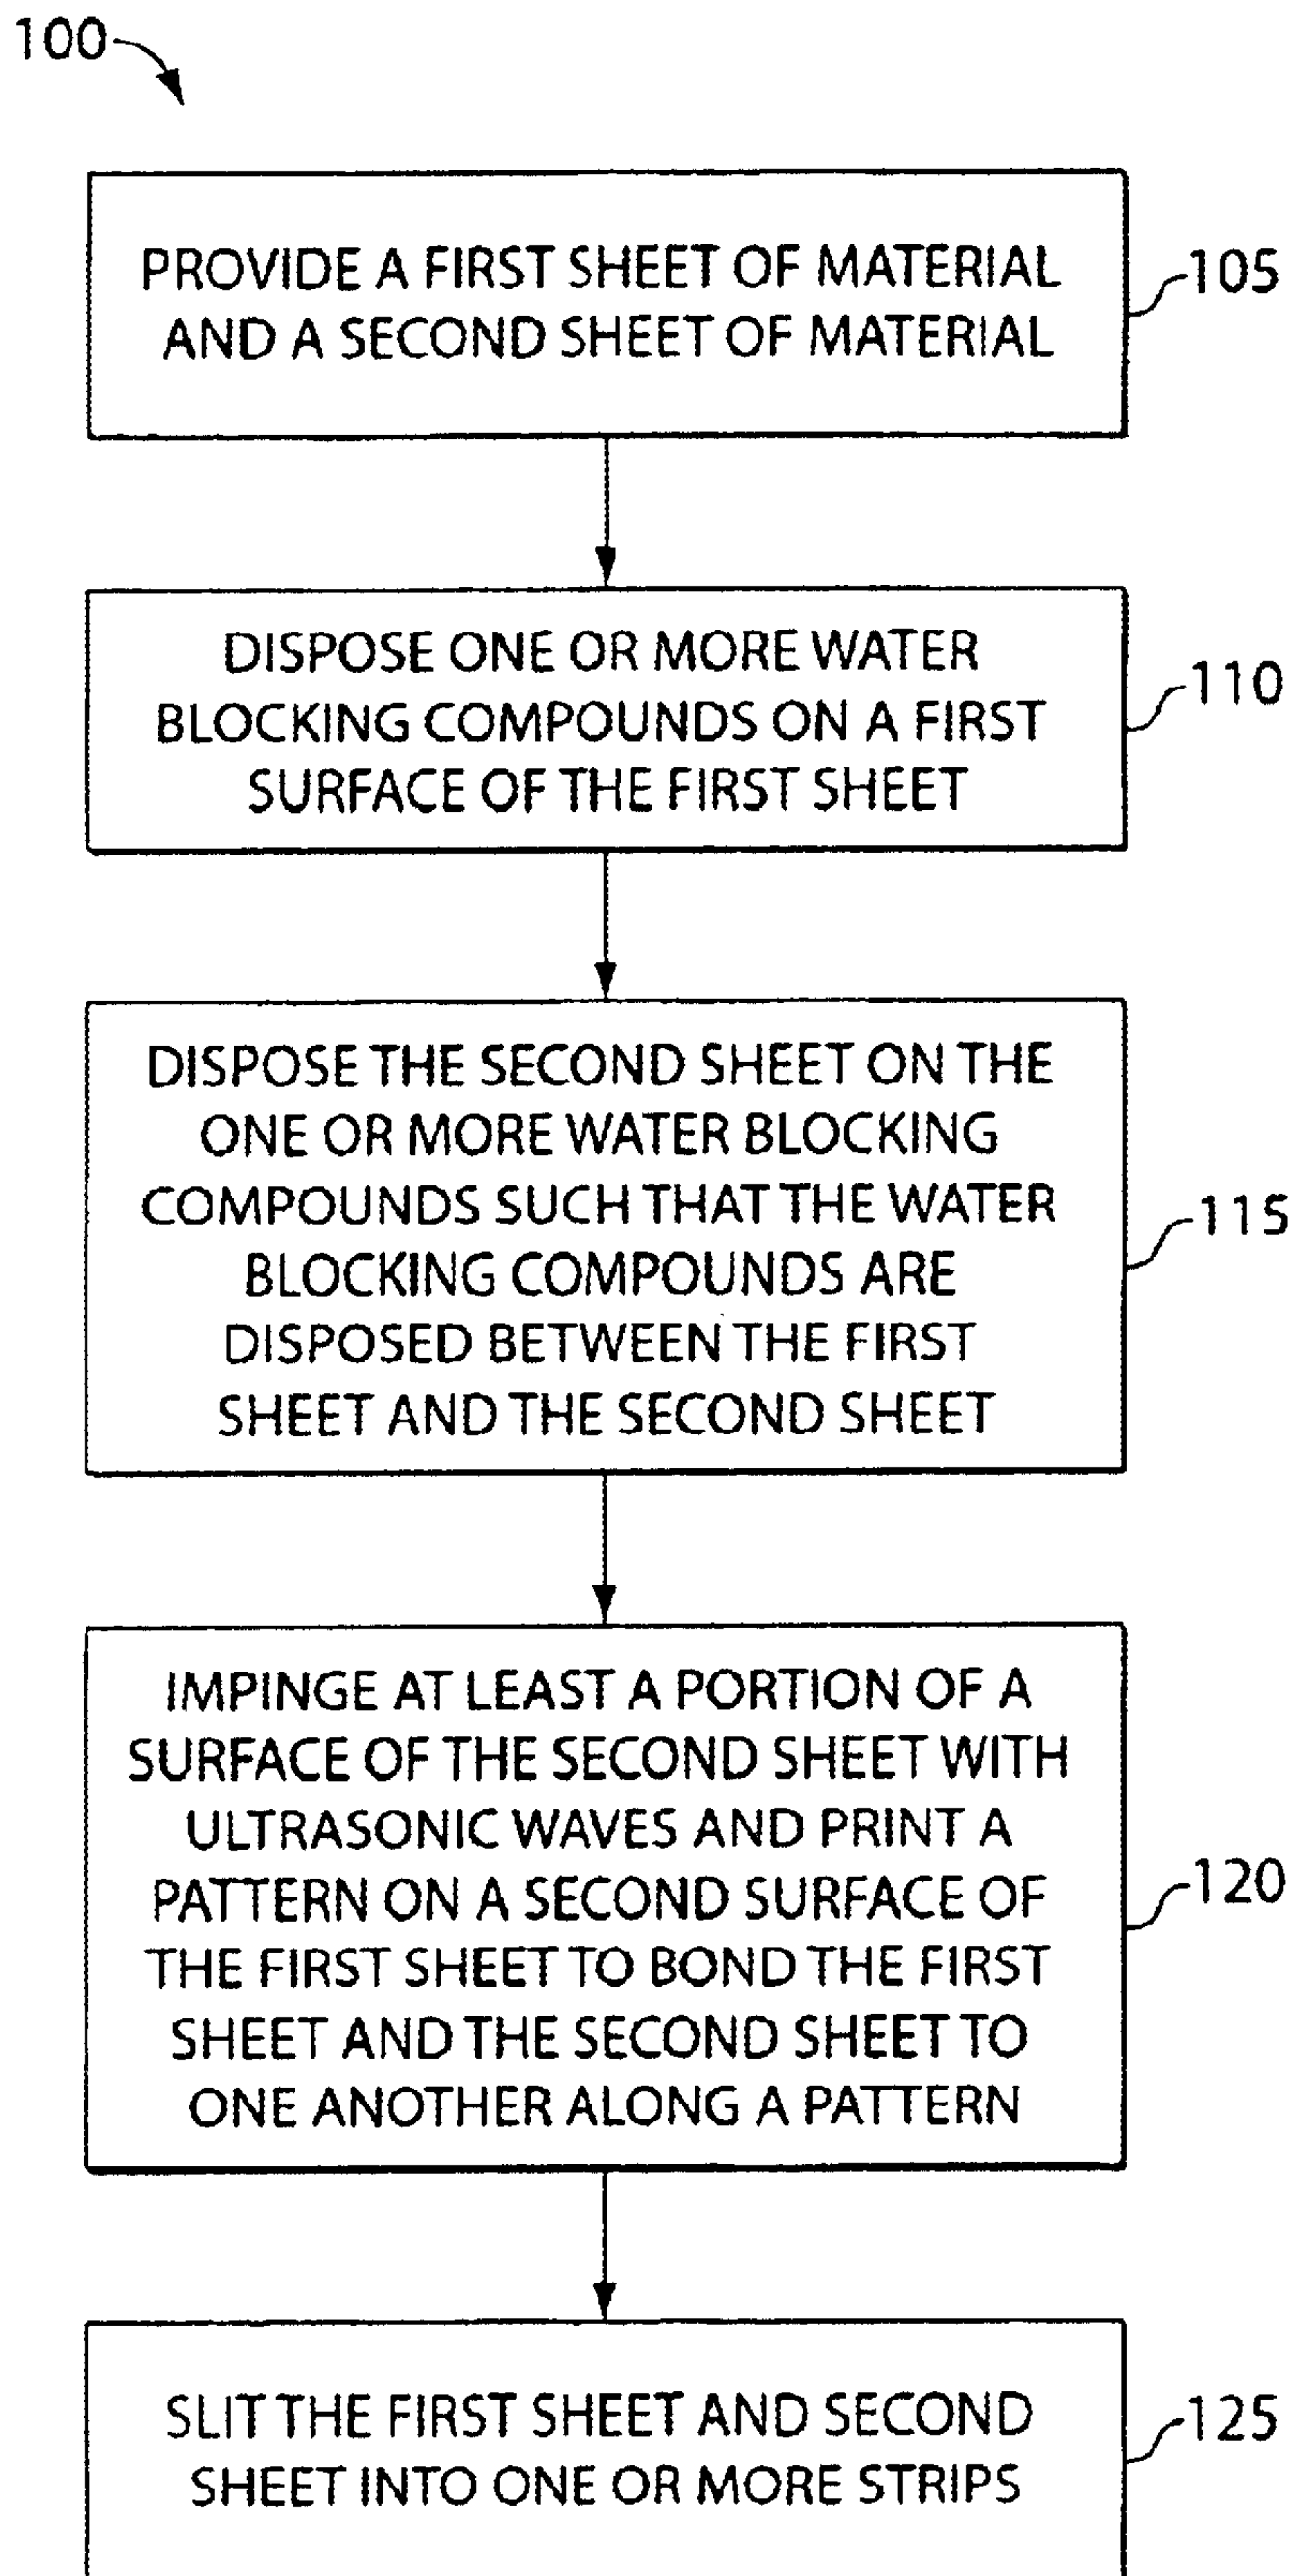 100
PROVIDE A FIRST SHEET OF MATERIAL
AND A SECOND SHEET OF MATERIAL
105
DISPOSE ONE OR MORE WATER
BLOCKING COMPOUNDS ON A FIRST
SURFACE OF THE FIRST SHEET
110
DISPOSE THE SECOND SHEET ON THE
ONE OR MORE WATER BLOCKING
COMPOUNDS SUCH THAT THE WATER
BLOCKING COMPOUNDS ARE
DISPOSED BETWEEN THE FIRST
SHEET AND THE SECOND SHEET
115
IMPINGE AT LEAST A PORTION OF A
SURFACE OF THE SECOND SHEET WITH
ULTRASONIC WAVES AND PRINT A
PATTERN ON A SECOND SURFACE OF
THE FIRST SHEET TO BOND THE FIRST
SHEET AND THE SECOND SHEET TO
ONE ANOTHER ALONG A PATTERN
120
SLIT THE FIRST SHEET AND SECOND
SHEET INTO ONE OR MORE STRIPS
125